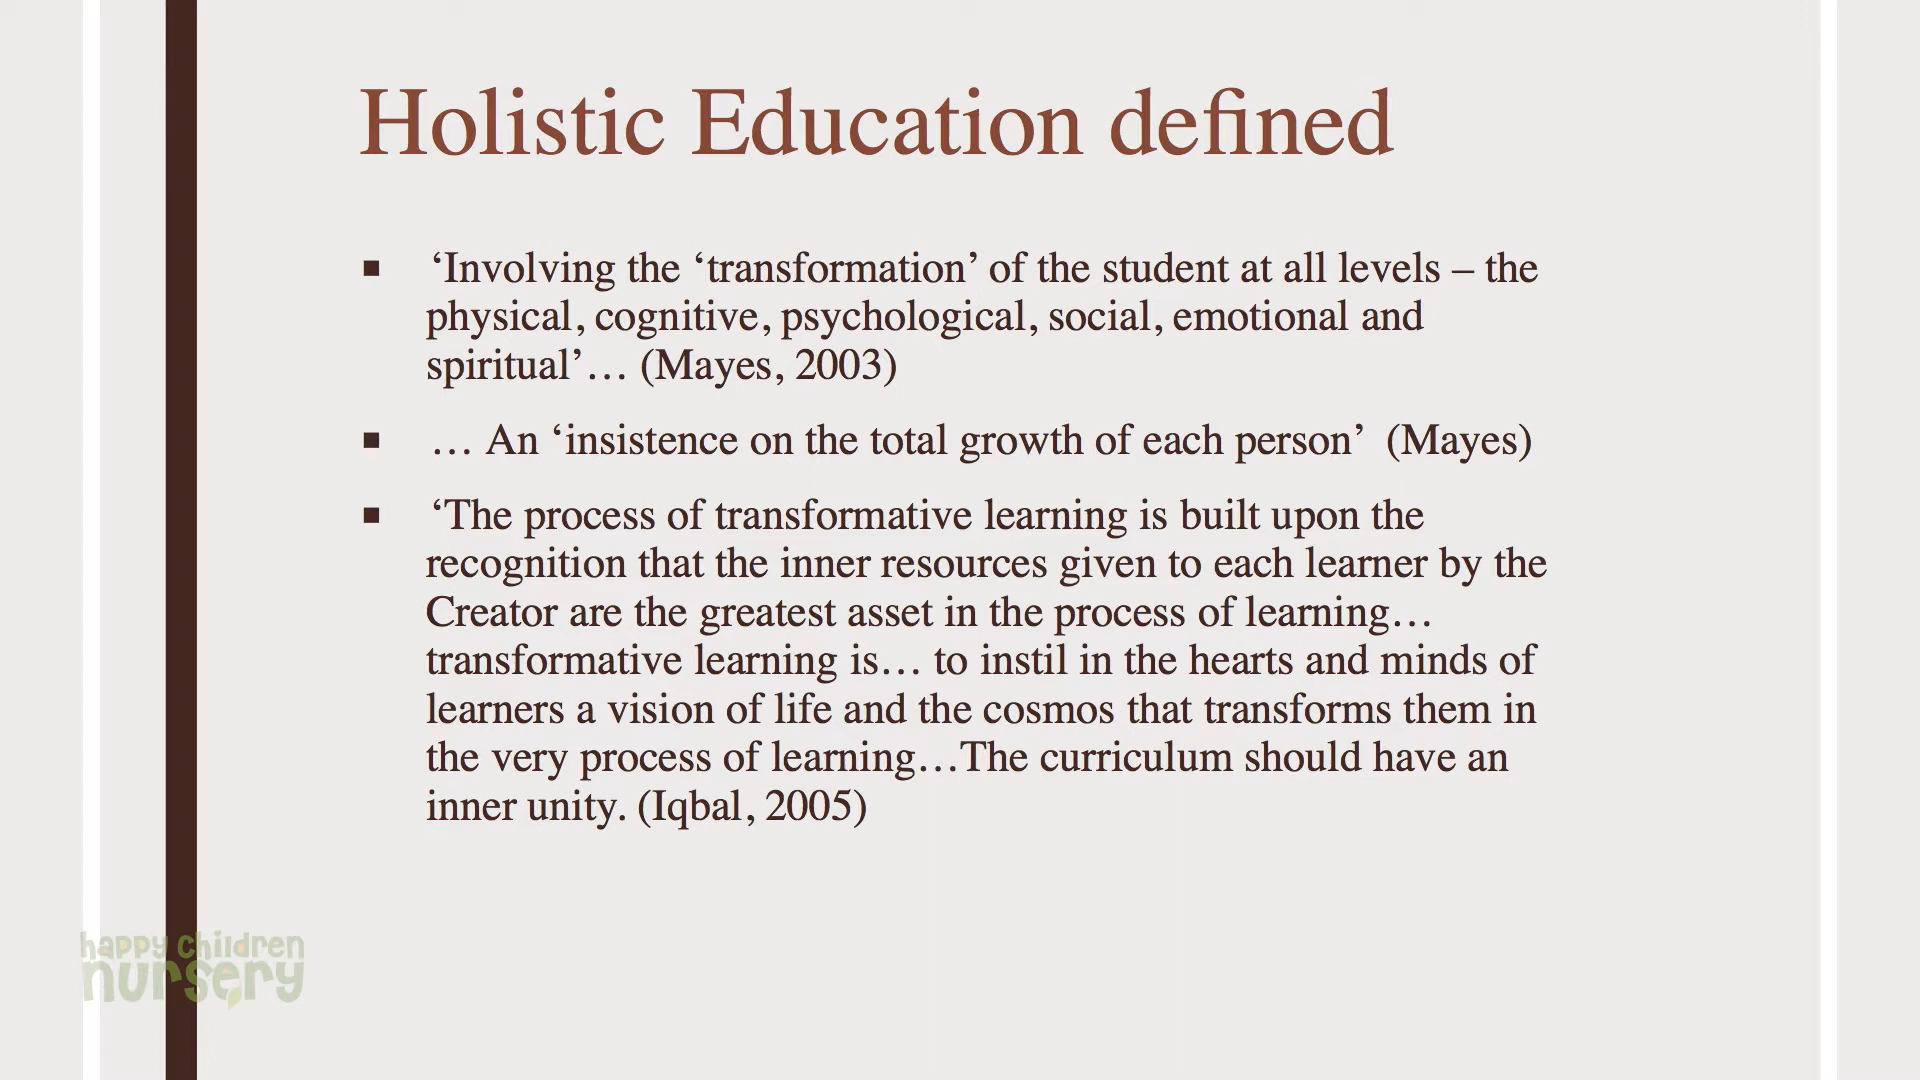 Holistic Education defined
▪ ‘Involving the ‘transformation’ of the student at all levels – the
physical, cognitive, psychological, social, emotional and
spiritual’… (Mayes, 2003)
▪ … An ‘insistence on the total growth of each person’ (Mayes)
▪ ‘The process of transformative learning is built upon the
recognition that the inner resources given to each learner by the
Creator are the greatest asset in the process of learning…
transformative learning is… to instil in the hearts and minds of
learners a vision of life and the cosmos that transforms them in
the very process of learning…The curriculum should have an
inner unity. (Iqbal, 2005)
happy children
nursery